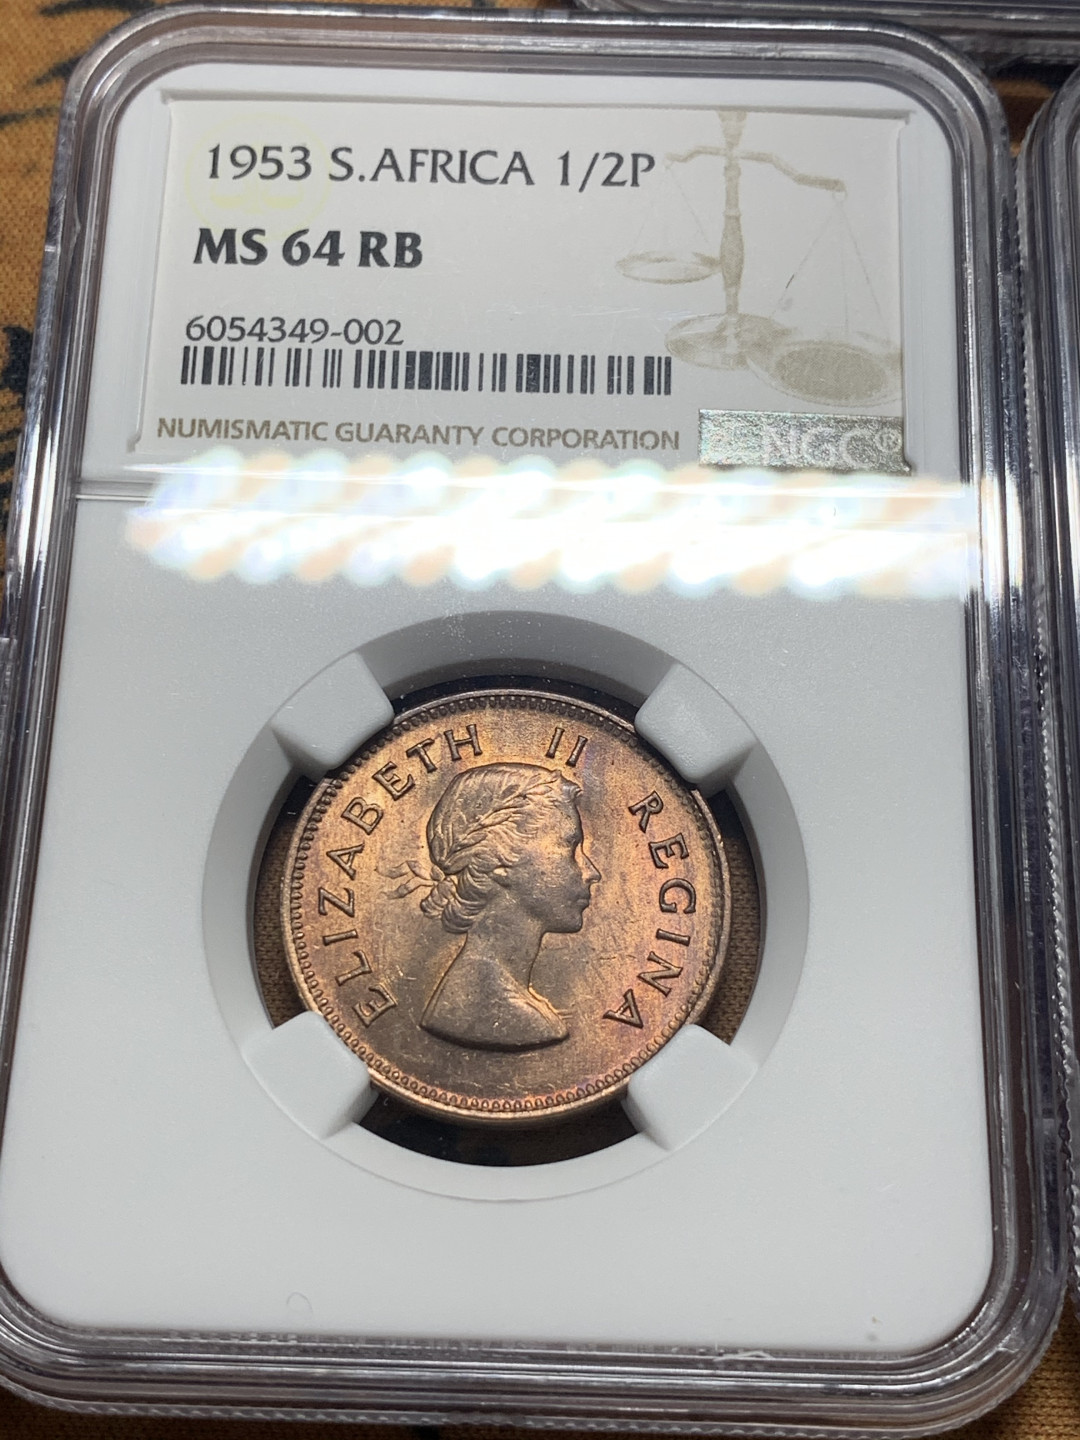 1953 S.AFRICA 1/2P
MS 64 RB
6054349-002
NUMISMATIC GUARANTY CORPORATION
NGC®
ELIZABETH II REGINA